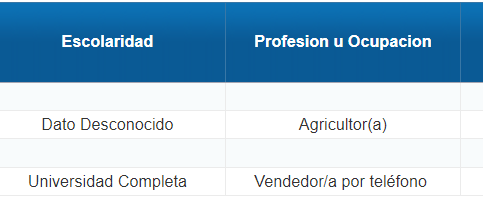 Escolaridad Profesion u Ocupacion
Dato Desconocido Agricultor(a)
Universidad Completa Vendedor/a por teléfono